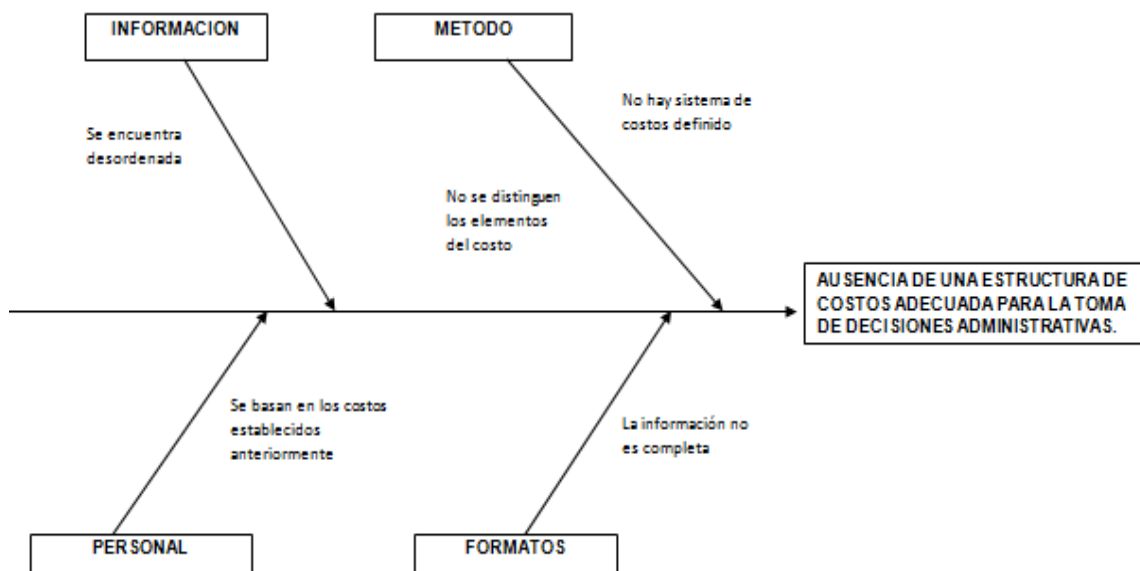 INFORMACION
METODO
No hay sistema de
costos definido
Se encuentra
desordenada
No se distinguen
los elementos
del costo
AUSENCIA DE UNA ESTRUCTURA DE
COSTOS ADECUADA PARA LA TOMA
DE DECISIONES ADMINISTRATIVAS.
Se basan en los costos
establecidos
anteriormente
La información no
es completa
PERSONAL
FORMATOS